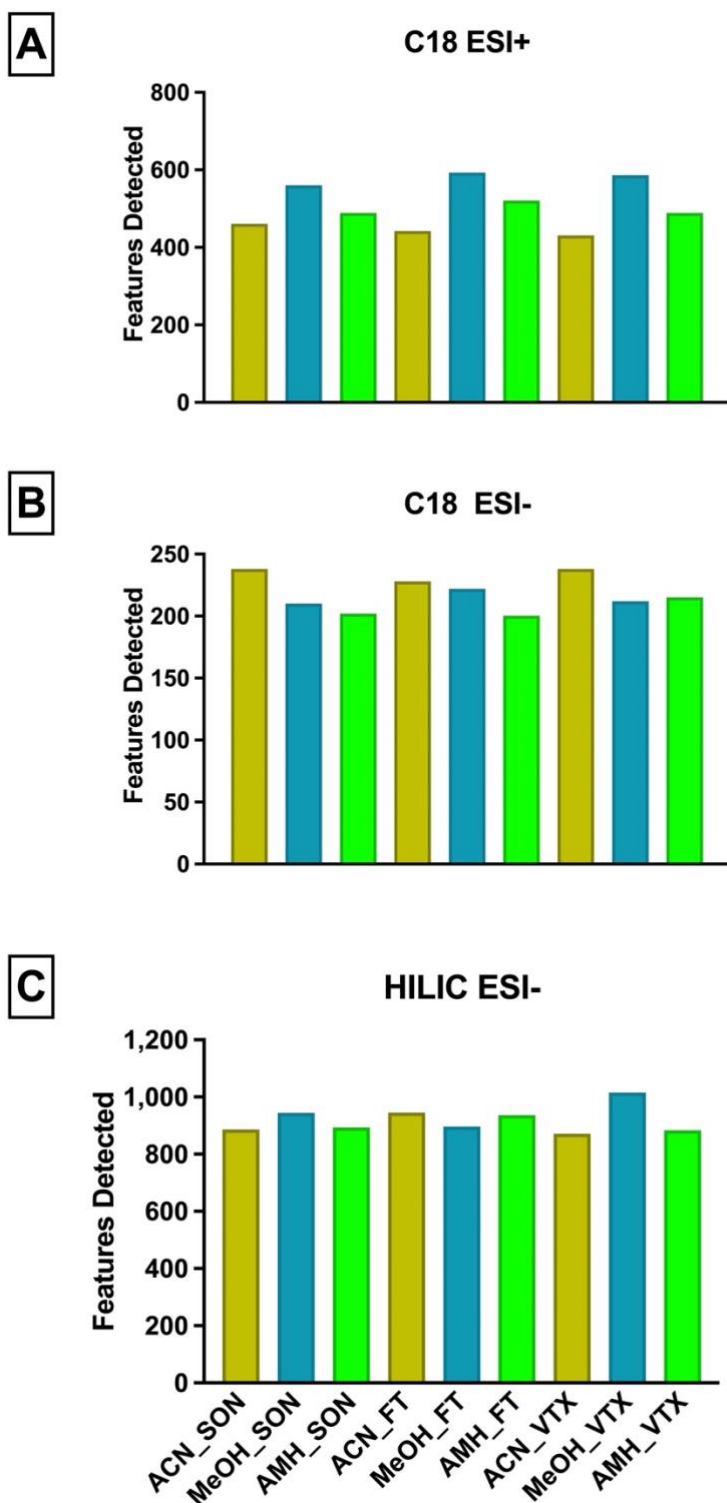 A
C18 ESI+
Features Detected
800
600
400
200
0
B
C18 ESI-
Features Detected
250
200
150
100
50
0
C
HILIC ESI-
Features Detected
1,200
1,000
800
600
400
200
0
ACN_SON
MeOH_SON
AMH_SON
ACN_FT
MeOH_FT
AMH_FT
ACN_VTX
MeOH_VTX
AMH_VTX